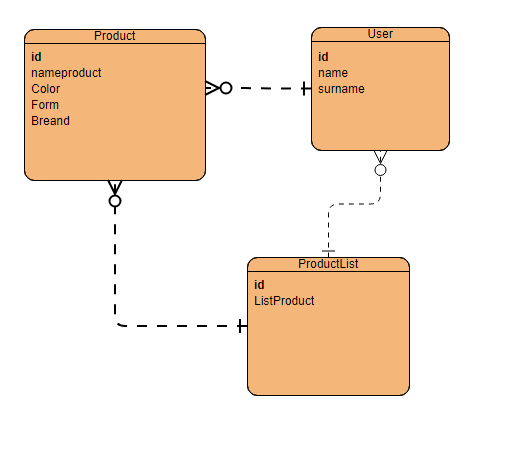 Product
id
nameproduct
Color
Form
Breand
User
id
name
surname
ProductList
id
ListProduct